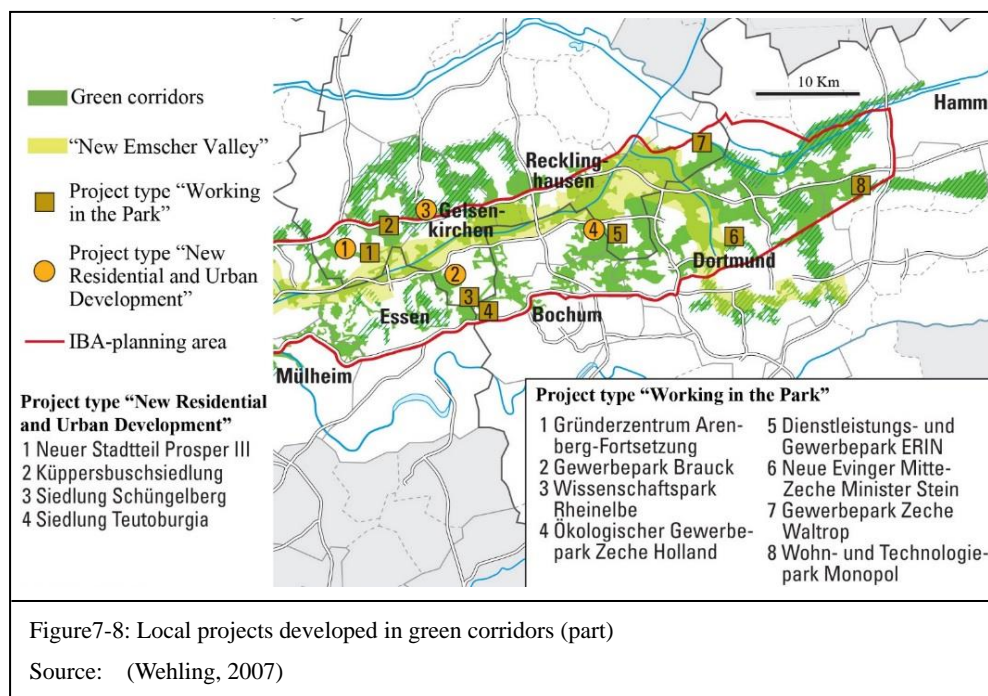 Green corridors
“New Emscher Valley”
Project type “Working
in the Park”
Project type “New
Residential and Urban
Development”
IBA-planning area
Project type “New Residential
and Urban Development”
1 Neuer Stadtteil Prosper III
2 Küppersbuschsiedlung
3 Siedlung Schüngelberg
4 Siedlung Teutoburgia
10 Km
Hamm
7
Reckling-
hausen
8
3
Gelsen-
kirchen
2
4
5
6
1
1
Dortmund
2
3
4
Essen
Bochum
Mülheim
Project type “Working in the Park”
1 Gründerzentrum Aren-
berg-Fortsetzung
2 Gewerbepark Brauck
3 Wissenschaftspark
Rheinelbe
4 Ökologischer Gewerbe-
park Zeche Holland
5 Dienstleistungs- und
Gewerbepark ERIN
6 Neue Evinger Mitte-
Zeche Minister Stein
7 Gewerbepark Zeche
Waltrop
8 Wohn- und Technologie-
park Monopol
Figure7-8: Local projects developed in green corridors (part)
Source: (Wehling, 2007)